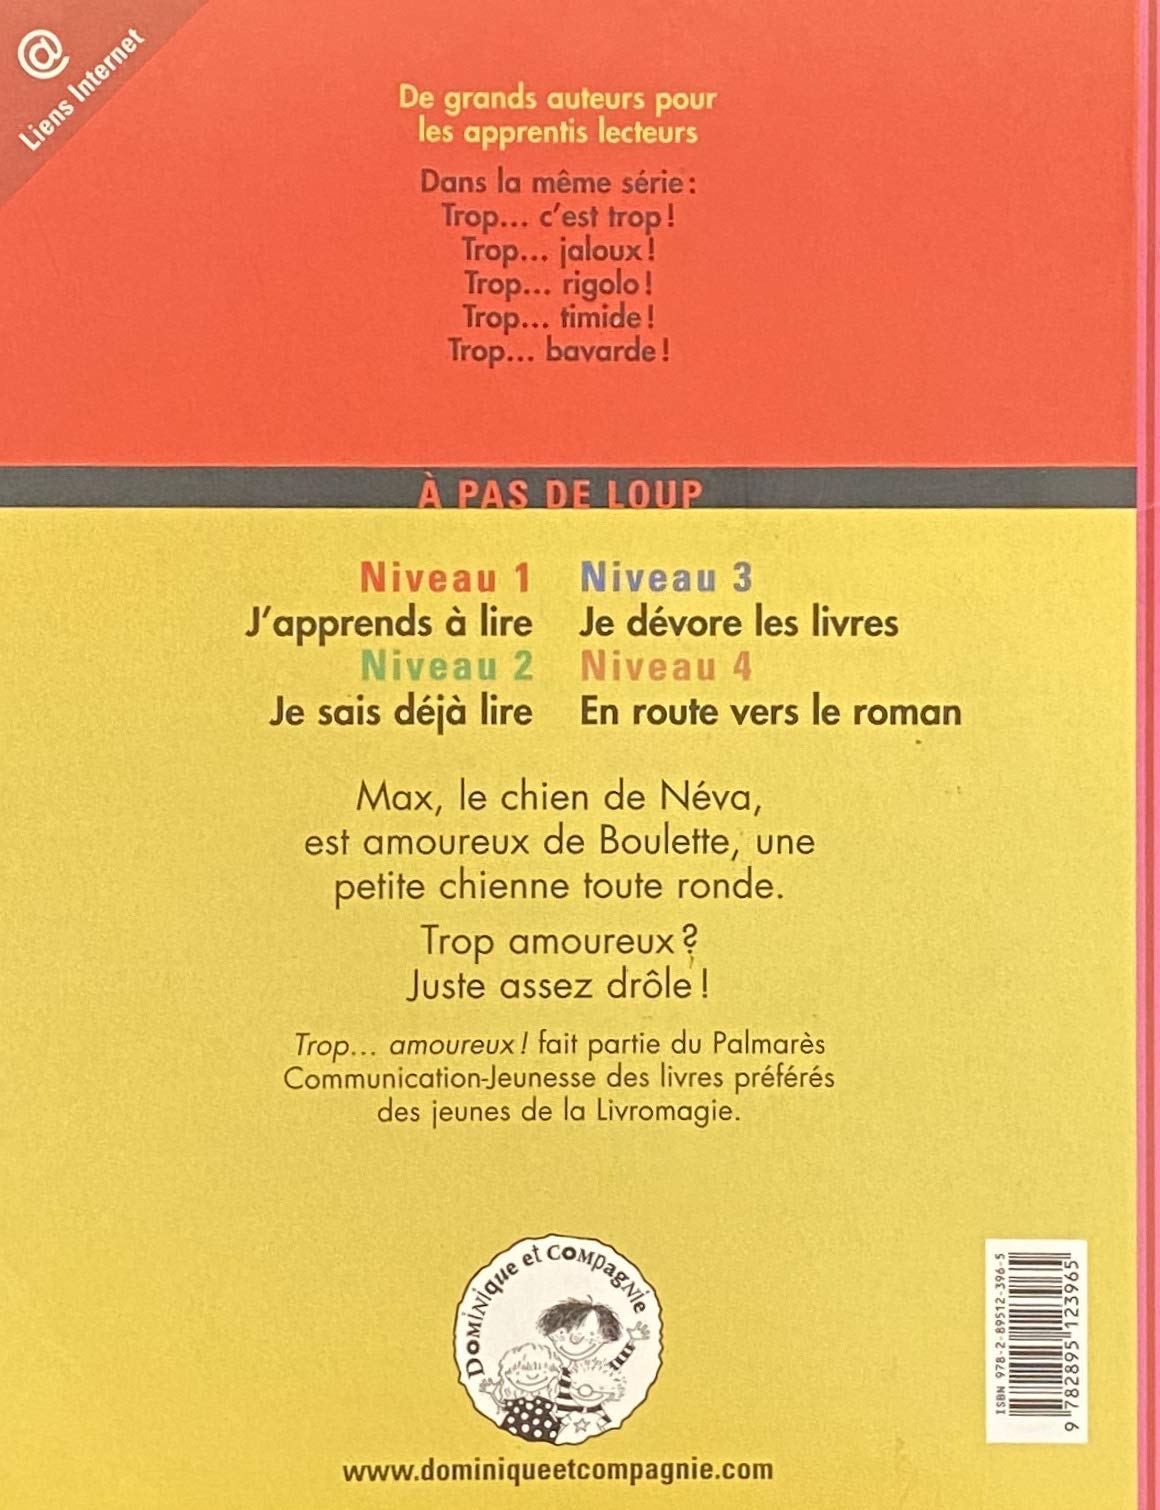 @
Liens Internet
De grands auteurs pour
les apprentis lecteurs
Dans la même série :
Trop... c'est trop !
Trop... jaloux !
Trop... rigolo !
Trop... timide !
Trop... bavarde !
À PAS DE LOUP
Niveau 1
J'apprends à lire
Niveau 2
Je sais déjà lire
Niveau 3
Je dévore les livres
Niveau 4
En route vers le roman
Max, le chien de Néva,
est amoureux de Boulette, une
petite chienne toute ronde.
Trop amoureux ?
Juste assez drôle !
Trop... amoureux ! fait partie du Palmarès
Communication-Jeunesse des livres préférés
des jeunes de la Livromagie.
Dominique et compagnie
www.dominiqueetcompagnie.com
ISBN 978-2-89512-396-5
9 782895 123965